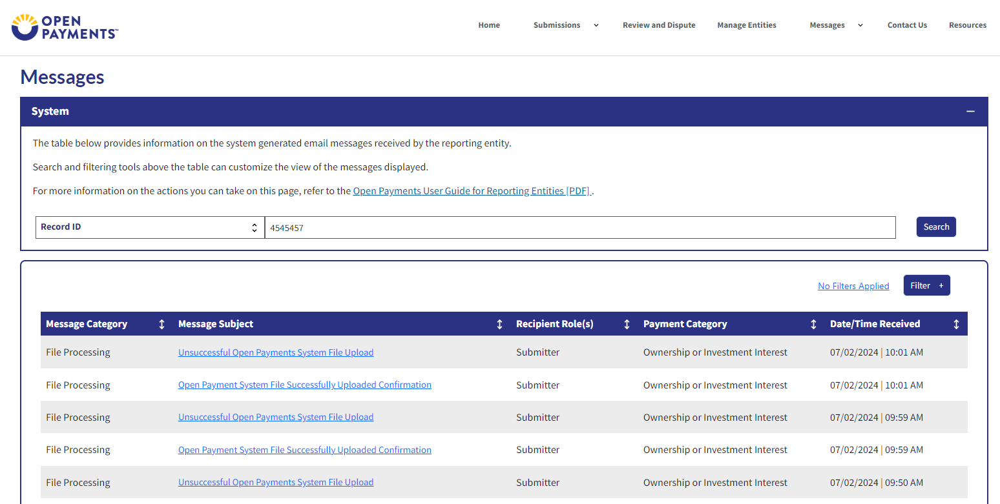 OPEN
PAYMENTS™
Home Submissions Review and Dispute Manage Entities Messages Contact Us Resources
Messages
System
The table below provides information on the system generated email messages received by the reporting entity.
Search and filtering tools above the table can customize the view of the messages displayed.
For more information on the actions you can take on this page, refer to the Open Payments User Guide for Reporting Entities [PDF] .
Record ID 4545457 Search
No Filters Applied Filter +
Message Category Message Subject Recipient Role(s) Payment Category Date/Time Received
File Processing Unsuccessful Open Payments System File Upload Submitter Ownership or Investment Interest 07/02/2024 | 10:01 AM
File Processing Open Payment System File Successfully Uploaded Confirmation Submitter Ownership or Investment Interest 07/02/2024 | 10:01 AM
File Processing Unsuccessful Open Payments System File Upload Submitter Ownership or Investment Interest 07/02/2024 | 09:59 AM
File Processing Open Payment System File Successfully Uploaded Confirmation Submitter Ownership or Investment Interest 07/02/2024 | 09:59 AM
File Processing Unsuccessful Open Payments System File Upload Submitter Ownership or Investment Interest 07/02/2024 | 09:50 AM